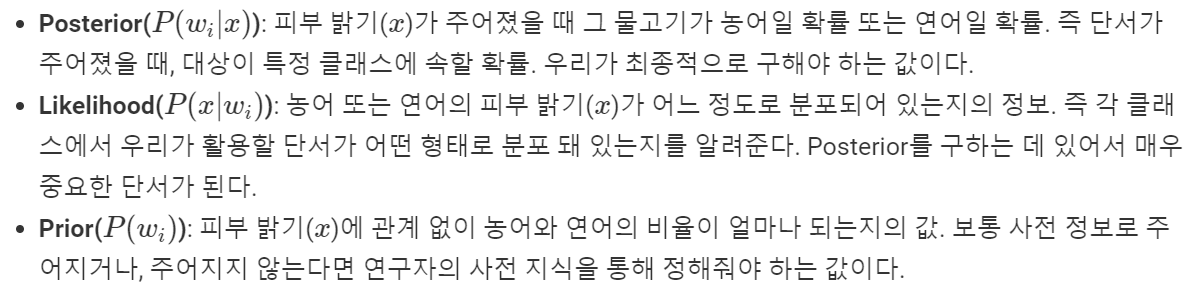 • Posterior(P(w_i|x)): 피부 밝기(x)가 주어졌을 때 그 물고기가 농어일 확률 또는 연어일 확률. 즉 단서가
주어졌을 때, 대상이 특정 클래스에 속할 확률. 우리가 최종적으로 구해야 하는 값이다.
• Likelihood(P(x|w_i)): 농어 또는 연어의 피부 밝기(x)가 어느 정도로 분포되어 있는지의 정보. 즉 각 클래
스에서 우리가 활용할 단서가 어떤 형태로 분포 돼 있는지를 알려준다. Posterior를 구하는 데 있어서 매우
중요한 단서가 된다.
• Prior(P(w_i)): 피부 밝기(x)에 관계 없이 농어와 연어의 비율이 얼마나 되는지의 값. 보통 사전 정보로 주
어지거나, 주어지지 않는다면 연구자의 사전 지식을 통해 정해줘야 하는 값이다.